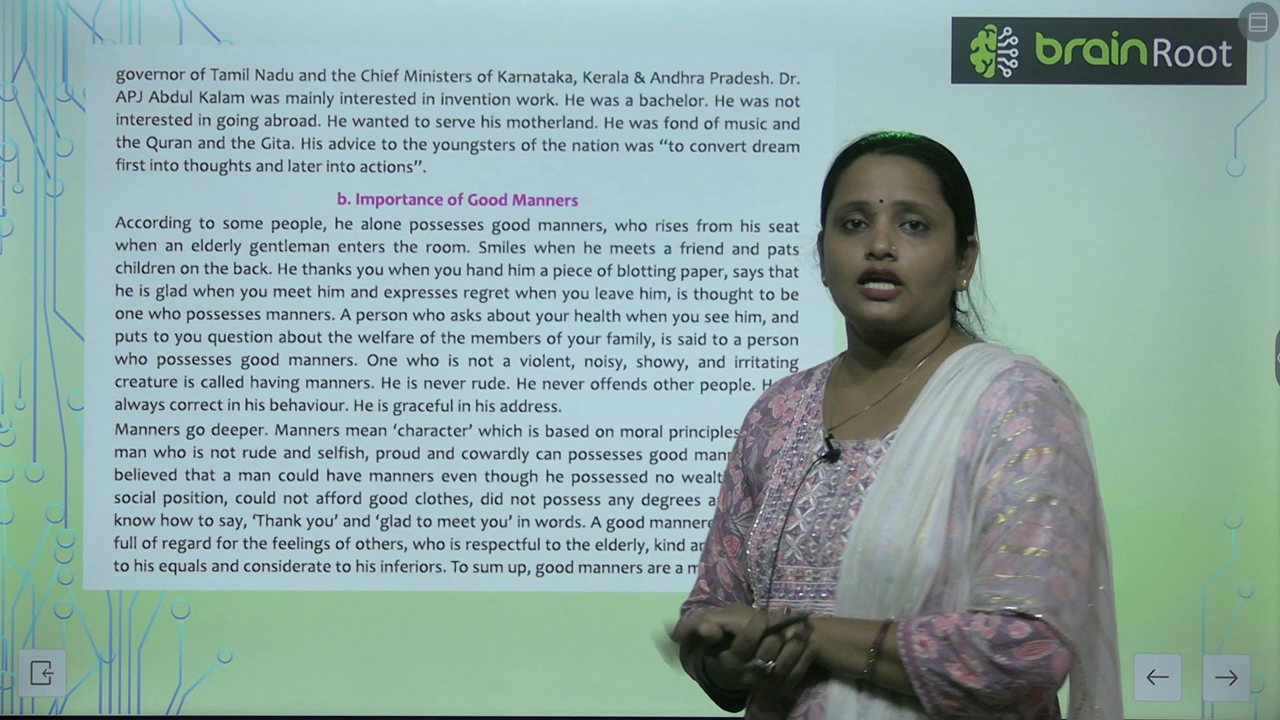 brainRoot
governor of Tamil Nadu and the Chief Ministers of Karnataka, Kerala & Andhra Pradesh. Dr.
APJ Abdul Kalam was mainly interested in invention work. He was a bachelor. He was not
interested in going abroad. He wanted to serve his motherland. He was fond of music and
the Quran and the Gita. His advice to the youngsters of the nation was “to convert dream
first into thoughts and later into actions”.
b. Importance of Good Manners
According to some people, he alone possesses good manners, who rises from his seat
when an elderly gentleman enters the room. Smiles when he meets a friend and pats
children on the back. He thanks you when you hand him a piece of blotting paper, says that
he is glad when you meet him and expresses regret when you leave him, is thought to be
one who possesses manners. A person who asks about your health when you see him, and
puts to you question about the welfare of the members of your family, is said to a person
who possesses good manners. One who is not a violent, noisy, showy, and irritating
creature is called having manners. He is never rude. He never offends other people.
always correct in his behaviour. He is graceful in his address.
Manners go deeper. Manners mean ‘character’ which is based on moral principles
man who is not rude and selfish, proud and cowardly can possesses good
believed that a man could have manners even though he possessed no
social position, could not afford good clothes, did not possess any degrees
know how to say, ‘Thank you’ and ‘glad to meet you’ in words. A good
full of regard for the feelings of others, who is respectful to the elderly, kind
to his equals and considerate to his inferiors. To sum up, good manners are a